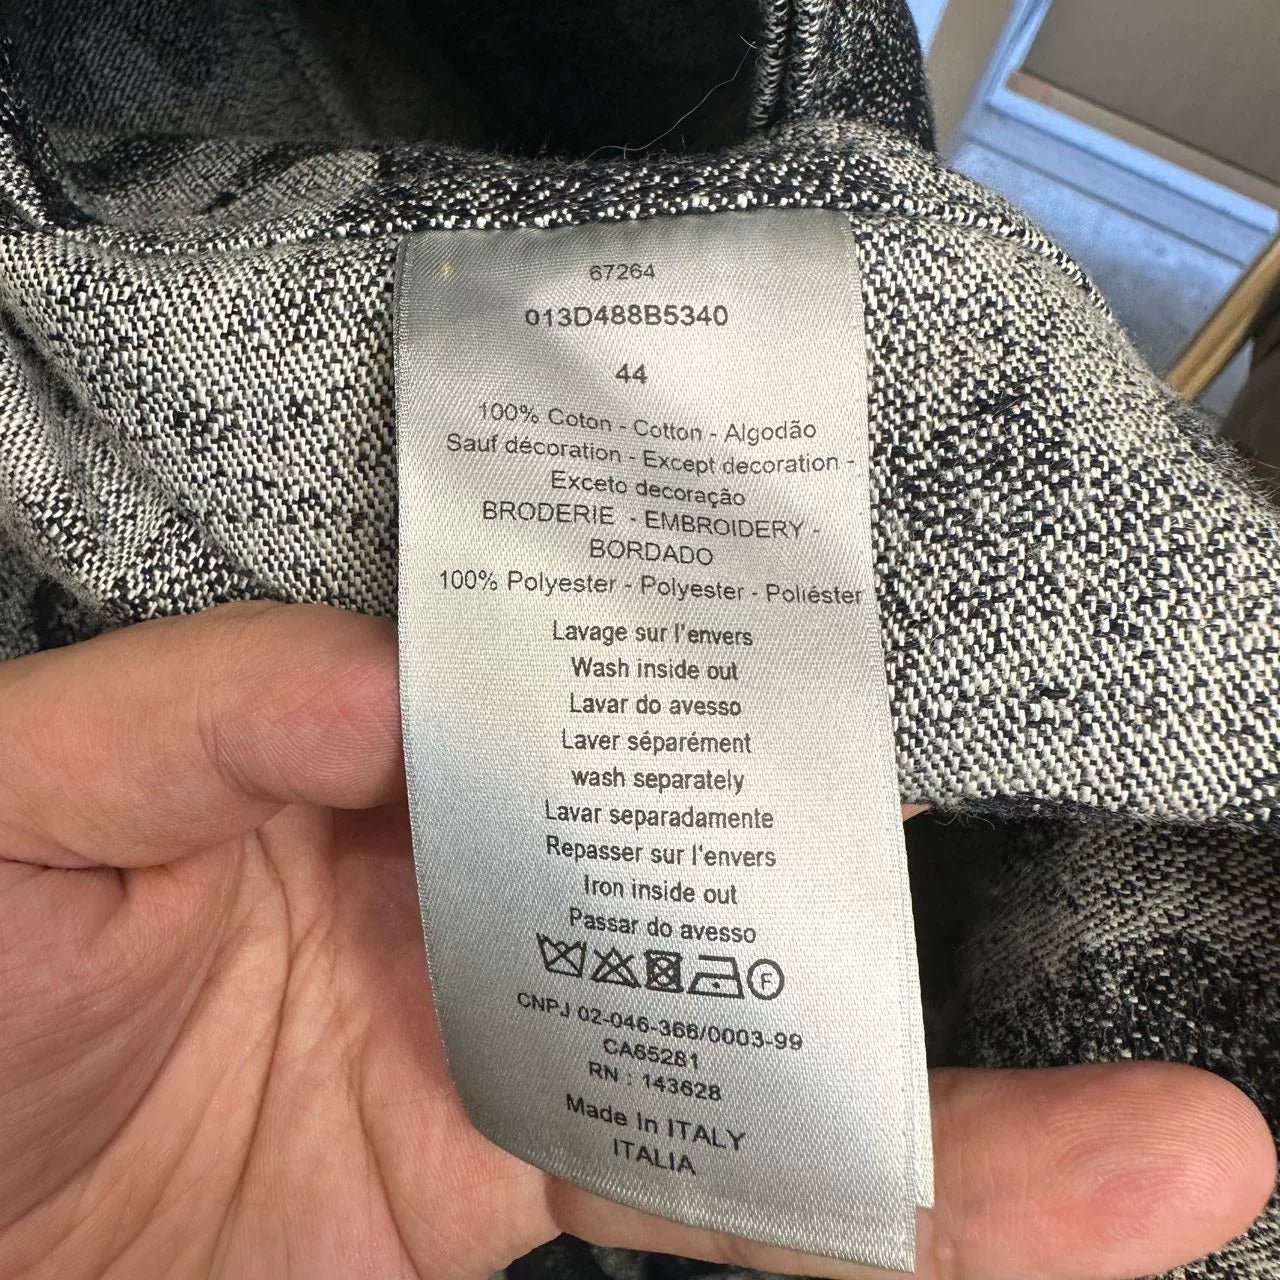 67264
013D488B5340
44
100% Coton - Cotton - Algodão
Sauf décoration - Except decoration -
Exceto decoração
BRODERIE - EMBROIDERY -
BORDADO
100% Polyester - Polyester - Poliéster
Lavage sur l'envers
Wash inside out
Lavar do avesso
Laver séparément
wash separately
Lavar separadamente
Repasser sur l'envers
Iron inside out
Passar do avesso
F
CNPJ 02-046-366/0003-99
CA65281
RN : 143628
Made In ITALY
ITALIA